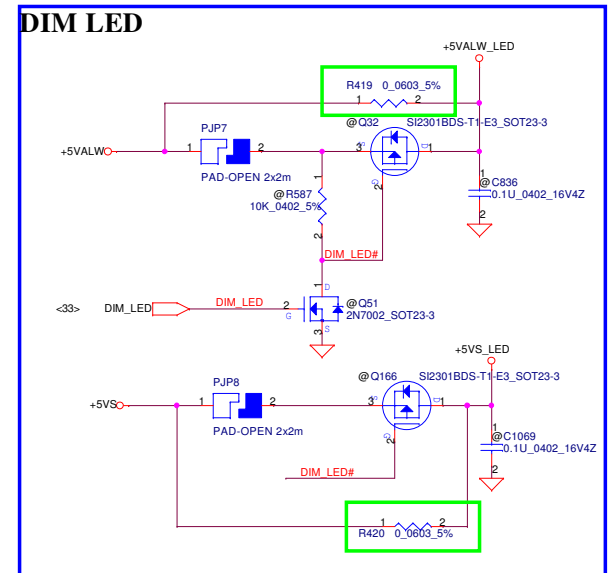 DIM LED
+5VALW_LED
R419 0_0603_5%
1 2
@Q32 SI2301BDS-T1-E3_SOT23-3
PJP7
+5VALW 1 2 3 S D 1
PAD-OPEN 2x2m
G 2
1
@R587
10K_0402_5%
2
1
@C836
0.1U_0402_16V4Z
2
DIM_LED#
1 D
<33> DIM_LED DIM_LED 2 G
@Q51
2N7002_SOT23-3
3 S
+5VS_LED
@Q166 SI2301BDS-T1-E3_SOT23-3
PJP8
+5VS 1 2 3 S D 1
PAD-OPEN 2x2m
G 2
1
@C1069
0.1U_0402_16V4Z
2
DIM_LED#
1 2
R420 0_0603_5%